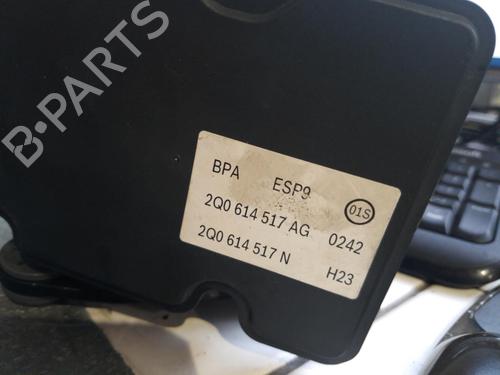 B-Parts
BPA ESP9 01S
2Q0 614 517 AG 0242
2Q0 614 517 N H23